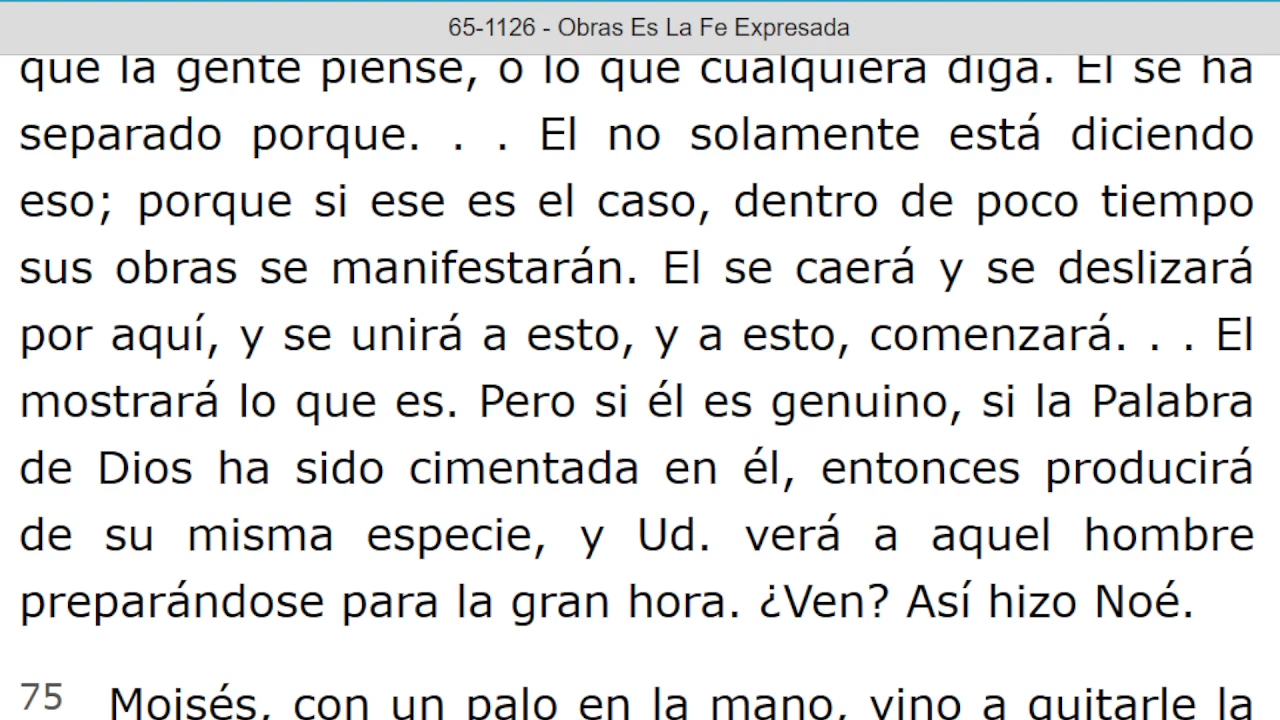 65-1126 - Obras Es La Fe Expresada
que la gente piense, o lo que cualquiera diga. El se ha
separado porque. . . El no solamente está diciendo
eso; porque si ese es el caso, dentro de poco tiempo
sus obras se manifestarán. El se caerá y se deslizará
por aquí, y se unirá a esto, y a esto, comenzará. . . El
mostrará lo que es. Pero si él es genuino, si la Palabra
de Dios ha sido cimentada en él, entonces producirá
de su misma especie, y Ud. verá a aquel hombre
preparándose para la gran hora. ¿Ven? Así hizo Noé.
75 Moisés, con un palo en la mano, vino a quitarle la